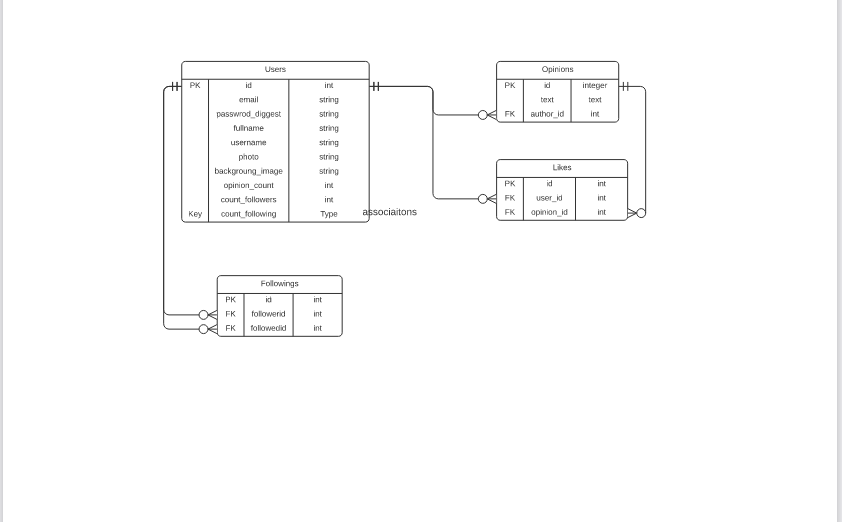 Users
PK id int
email string
passwrod_diggest string
fullname string
username string
photo string
backgroung_image string
opinion_count int
count_followers int
Key count_following Type
associaitons
Opinions
PK id integer
text text
FK author_id int
Likes
PK id int
FK user_id int
FK opinion_id int
Followings
PK id int
FK followerid int
FK followedid int